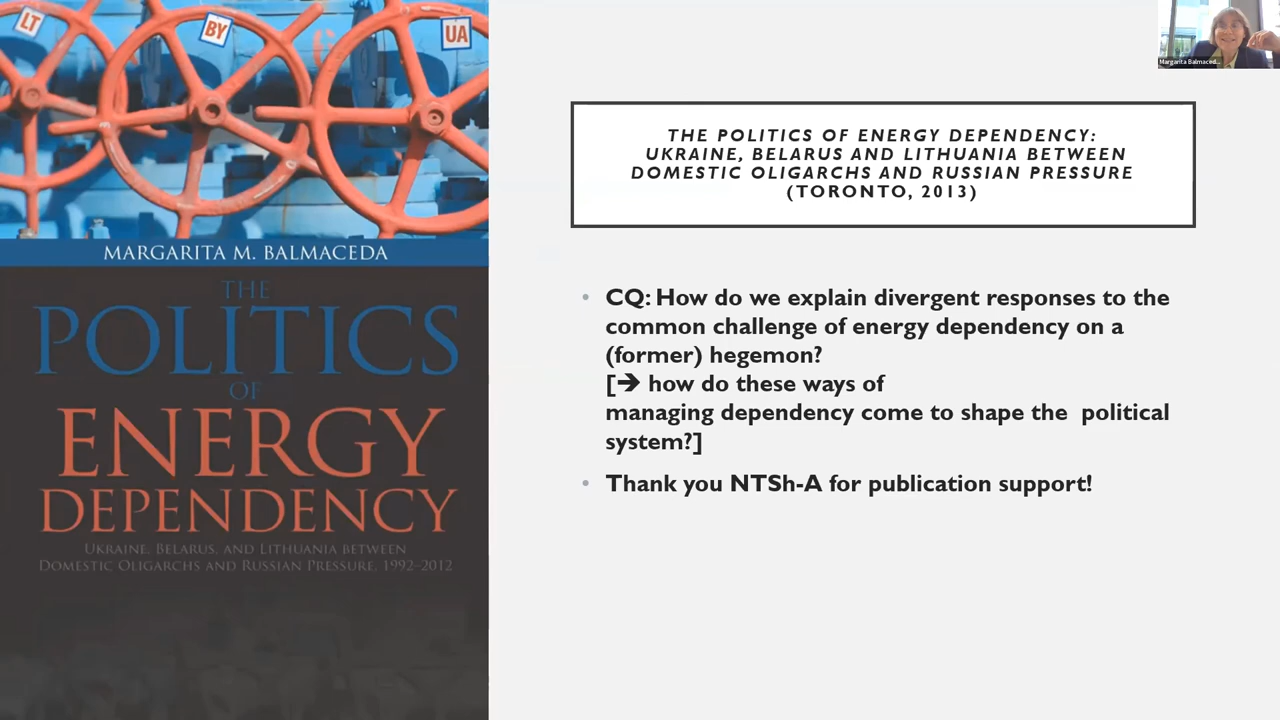 LT
BY
UA
MARGARITA M. BALMACEDA
THE
POLITICS
OF
ENERGY
DEPENDENCY
UKRAINE, BELARUS, AND LITHUANIA BETWEEN
DOMESTIC OLIGARCHS AND RUSSIAN PRESSURE, 1992–2012
Margarita Balmaced...
THE POLITICS OF ENERGY DEPENDENCY:
UKRAINE, BELARUS AND LITHUANIA BETWEEN
DOMESTIC OLIGARCHS AND RUSSIAN PRESSURE
(TORONTO, 2013)
• CQ: How do we explain divergent responses to the
common challenge of energy dependency on a
(former) hegemon?
[➔ how do these ways of
managing dependency come to shape the political
system?]
• Thank you NTSh-A for publication support!